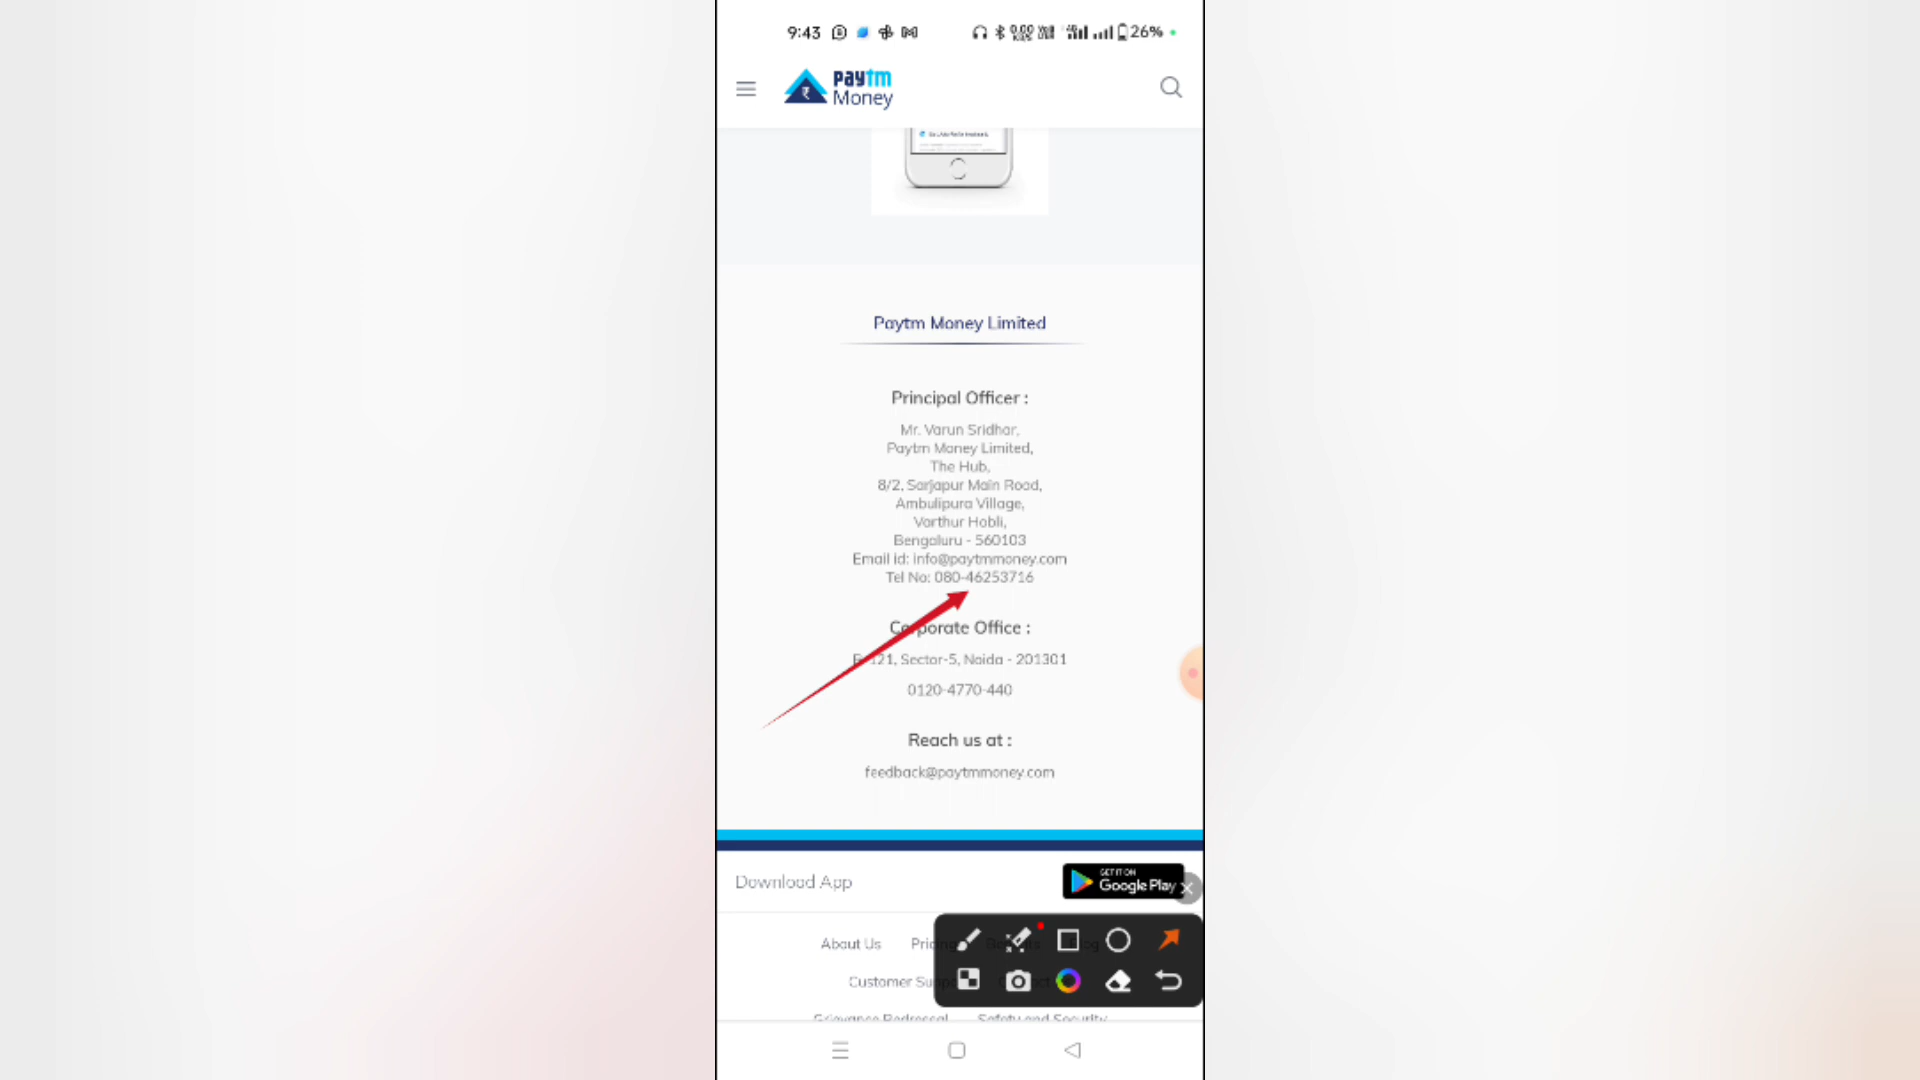 9:43
26%
paytm
Money
Paytm Money Limited
Principal Officer :
Mr. Varun Sridhar,
Paytm Money Limited,
The Hub,
8/2, Sarjapur Main Road,
Ambulipura Village,
Varthur Hobli,
Bengaluru - 560103
Email id: info@paytmmoney.com
Tel No: 080-46253716
Corporate Office :
121, Sector-5, Noida - 201301
0120-4770-440
Reach us at :
feedback@paytmmoney.com
Download App
GET IT ON
Google Play
About Us
Customer
Grievance Redressal Safety and Security